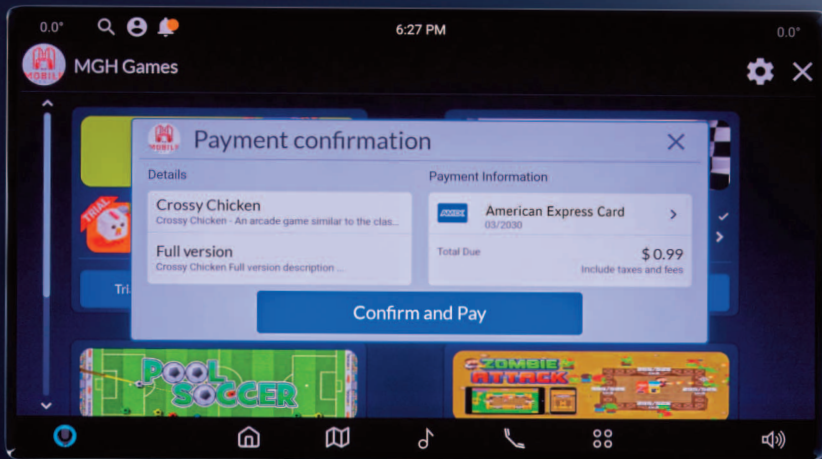 0.0°
6:27 PM
0.0°
MOBILE
MGH Games
MOBILE
Payment confirmation
Details
Payment Information
Crossy Chicken
Crossy Chicken - An arcade game similar to the clas...
American Express Card
03/2030
Full version
Crossy Chicken Full version description ...
Total Due
$0.99
Include taxes and fees
TRIAL
Tri
Confirm and Pay
POOL
SOCCER
ZOMBIE
ATTACK